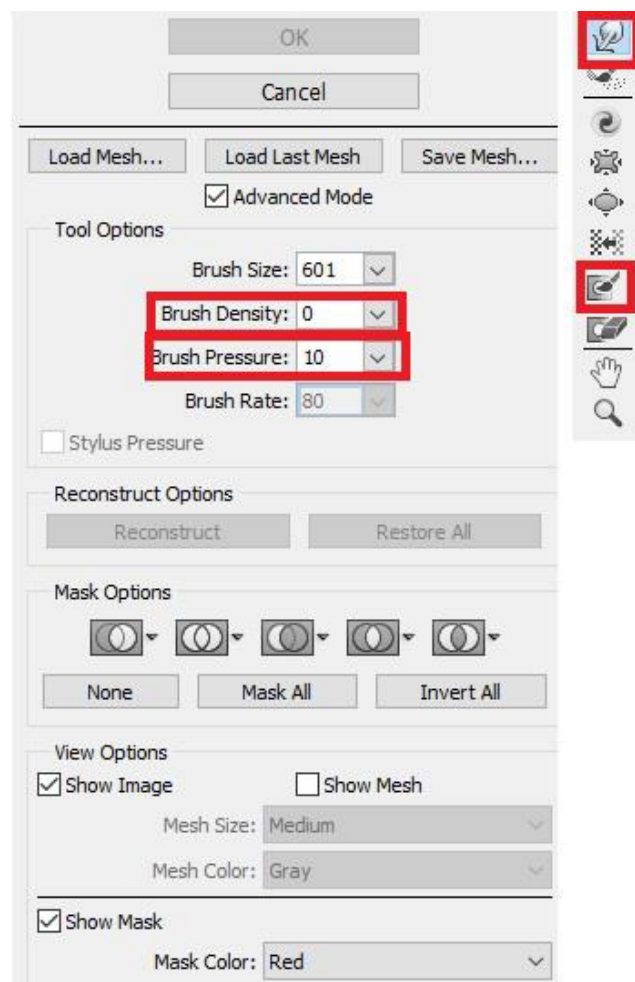 OK
Cancel
Load Mesh... Load Last Mesh Save Mesh...
Advanced Mode
Tool Options
Brush Size: 601
Brush Density: 0
Brush Pressure: 10
Brush Rate: 80
Stylus Pressure
Reconstruct Options
Reconstruct Restore All
Mask Options
None Mask All Invert All
View Options
Show Image Show Mesh
Mesh Size: Medium
Mesh Color: Gray
Show Mask
Mask Color: Red